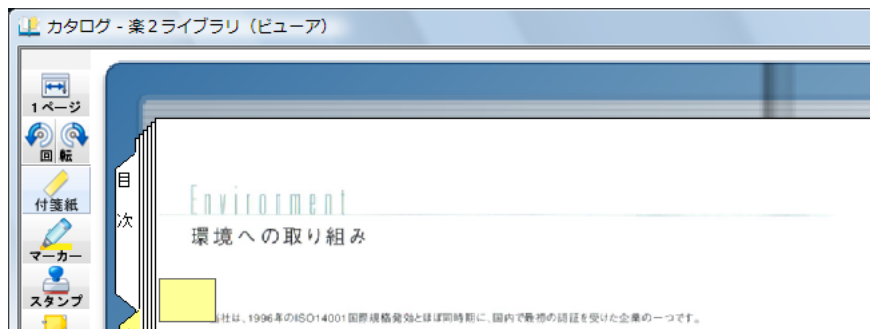 カタログ - 楽2ライブラリ（ビューア）
1ページ
回転
付箋紙
マーカー
スタンプ
目次
Environment
環境への取り組み
当社は、1996年のISO14001国際規格発効とほぼ同時期に、国内で最初の認証を受けた企業の一つです。